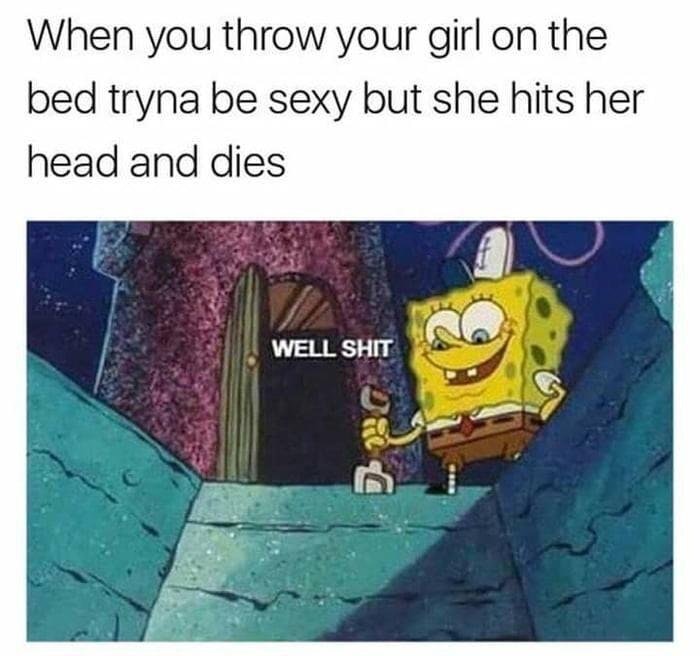 When you throw your girl on the
bed tryna be sexy but she hits her
head and dies
WELL SHIT